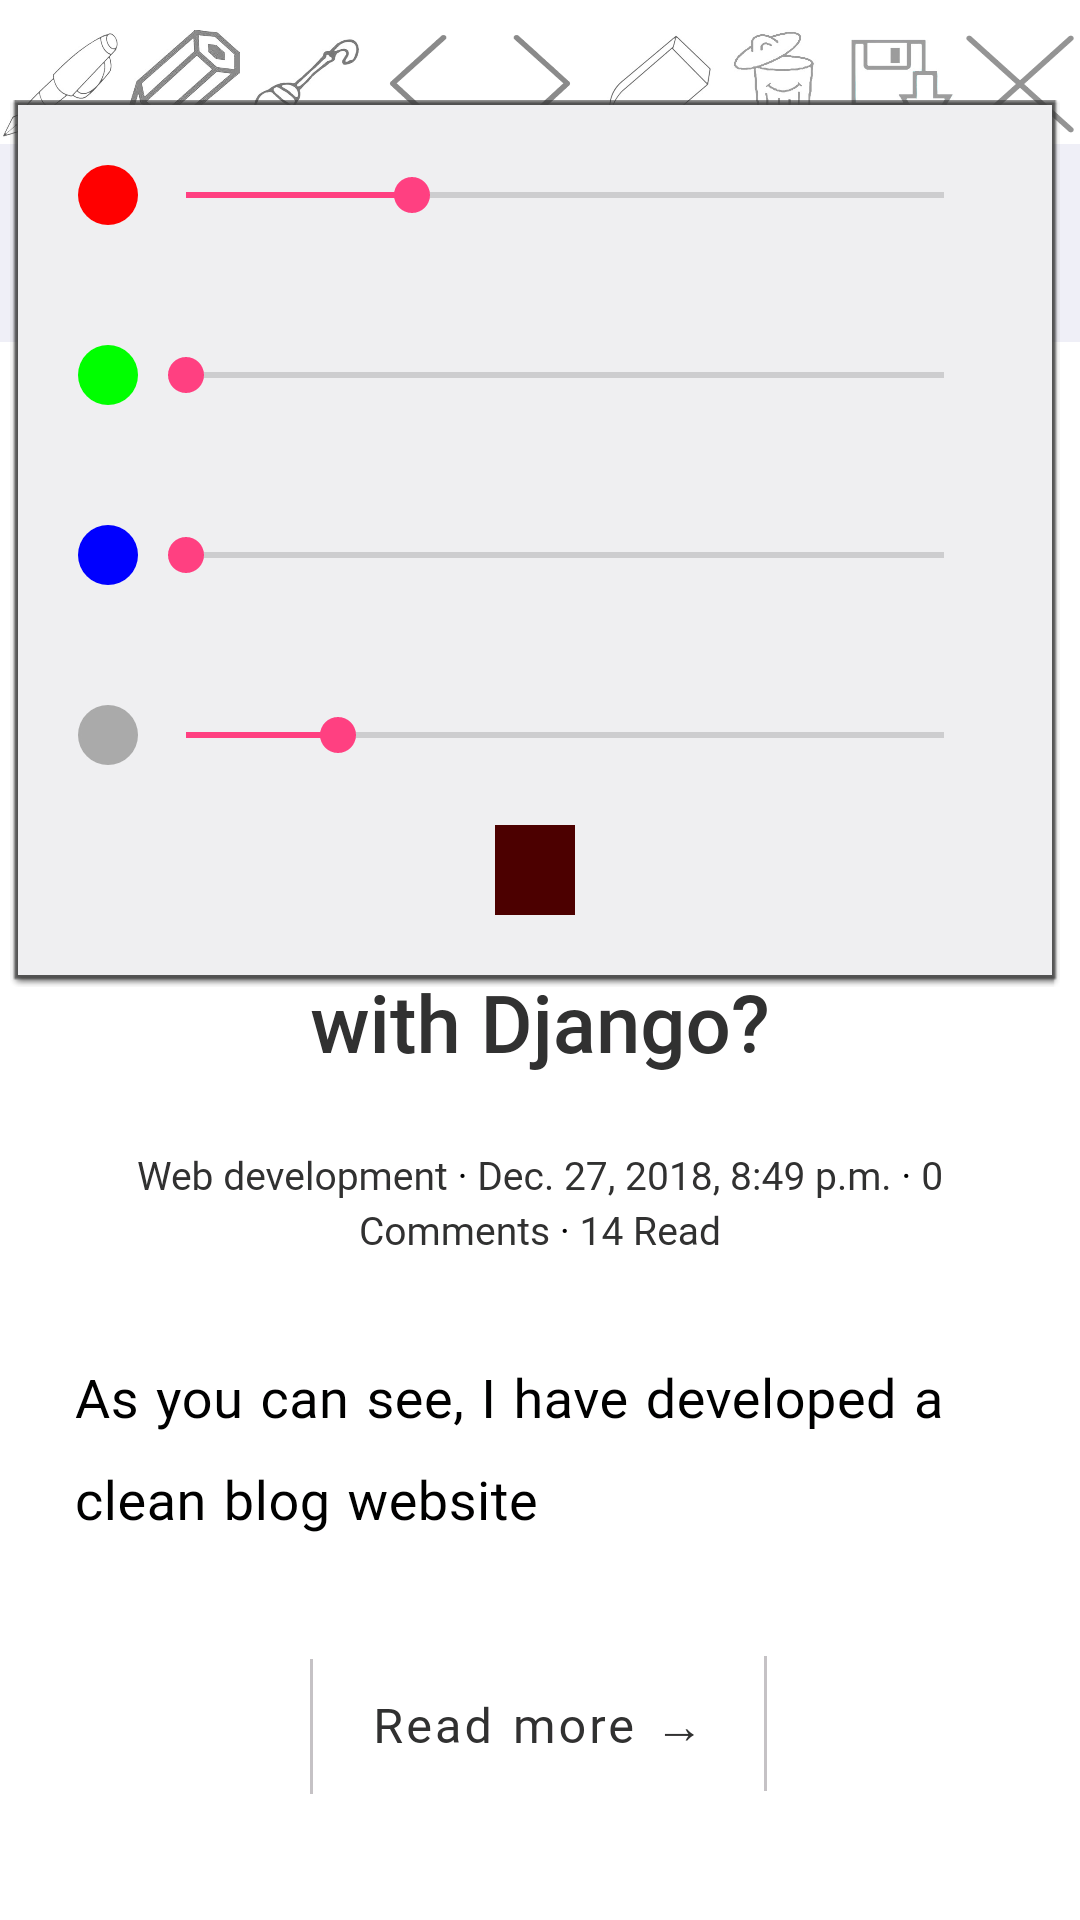 with Django?
Web development · Dec. 27, 2018, 8:49 p.m. · 0
Comments · 14 Read
As you can see, I have developed a
clean blog website
Read more →